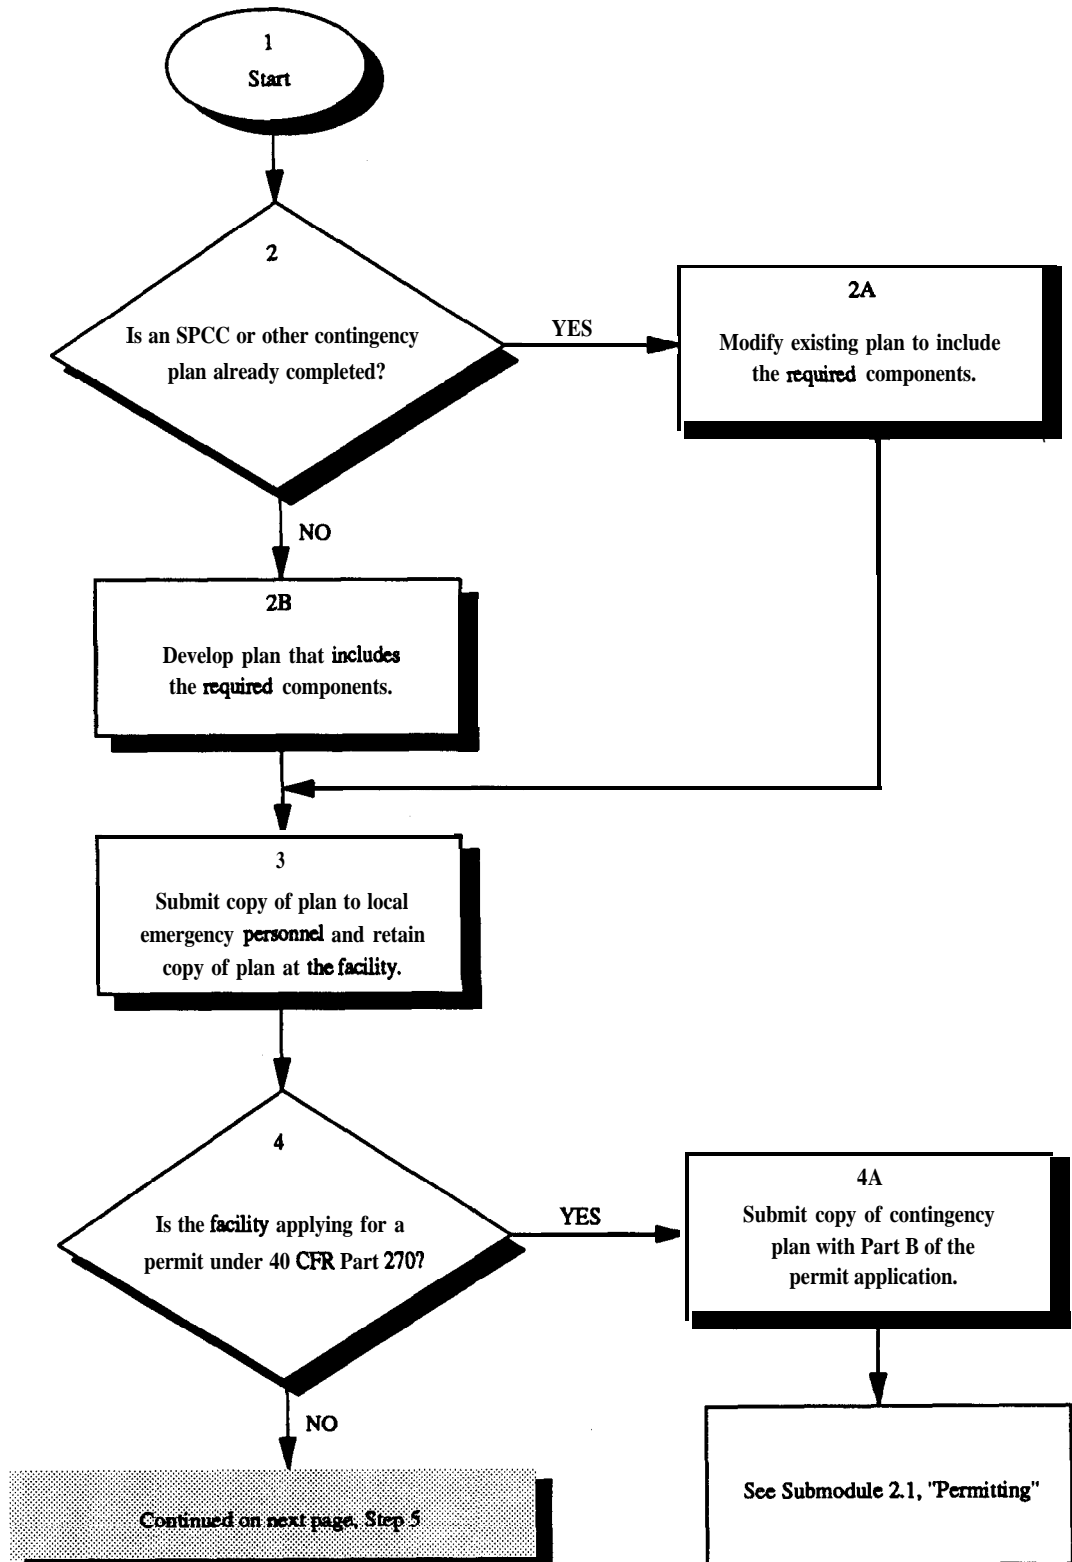 1
Start
2
Is an SPCC or other contingency
plan already completed?
YES
2A
Modify existing plan to include
the required components.
NO
2B
Develop plan that includes
the required components.
3
Submit copy of plan to local
emergency personnel and retain
copy of plan at the facility.
4
Is the facility applying for a
permit under 40 CFR Part 270?
YES
4A
Submit copy of contingency
plan with Part B of the
permit application.
NO
See Submodule 2.1, "Permitting"
Continued on next page, Step 5